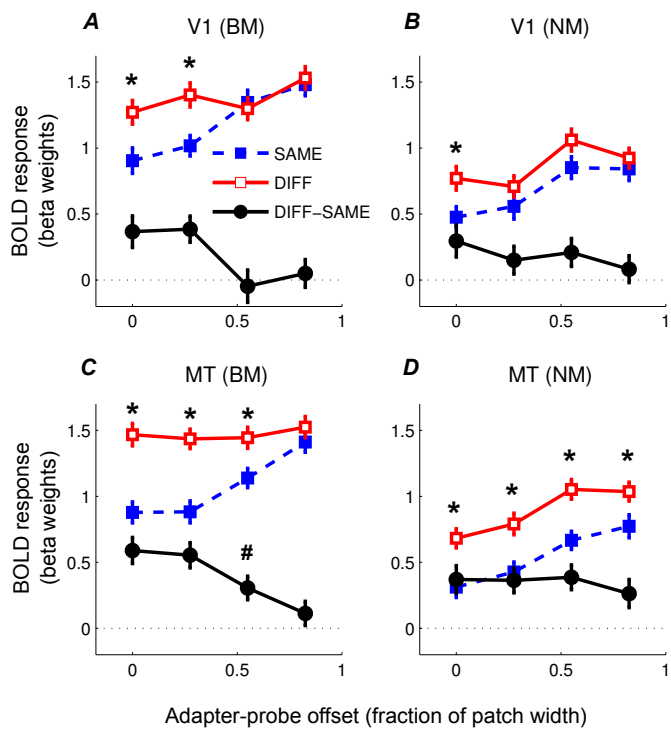 A V1 (BM)
B V1 (NM)
* *
*
1.5
1
0.5
0
BOLD response
(beta weights)
SAME
DIFF
DIFF-SAME
0 0.5 1
1.5
1
0.5
0
0 0.5 1
C MT (BM)
D MT (NM)
* * *
#
* * * *
1.5
1
0.5
0
BOLD response
(beta weights)
0 0.5 1
1.5
1
0.5
0
0 0.5 1
Adapter-probe offset (fraction of patch width)